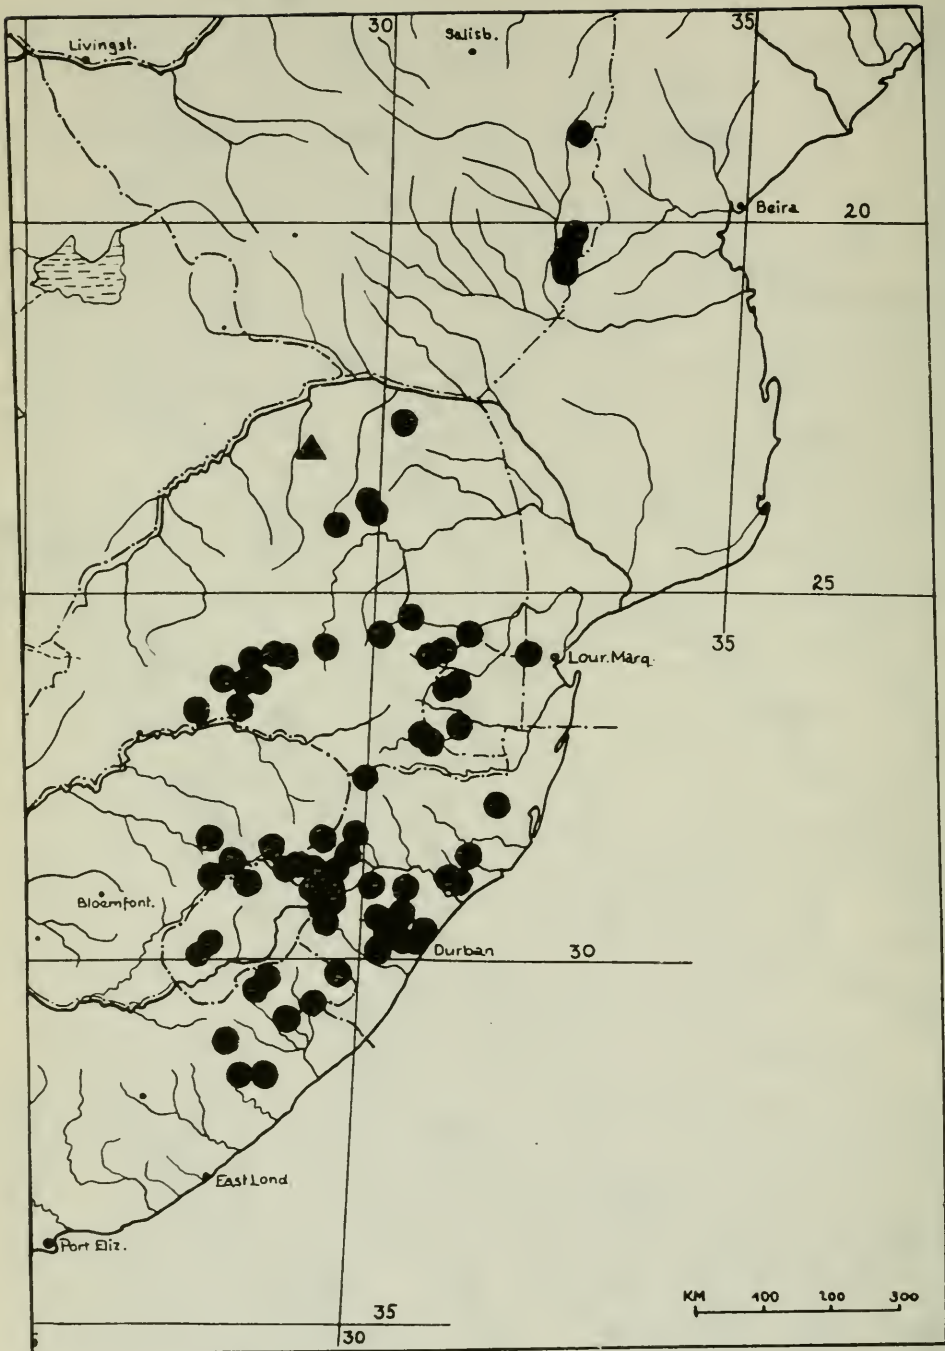 30
35
Livingst.
Salisb.
Beira
20
25
35
Lour. Marq.
Bloemfont.
Durban
30
East Lond.
Port Eliz.
KM 100 200 300
35
30
5